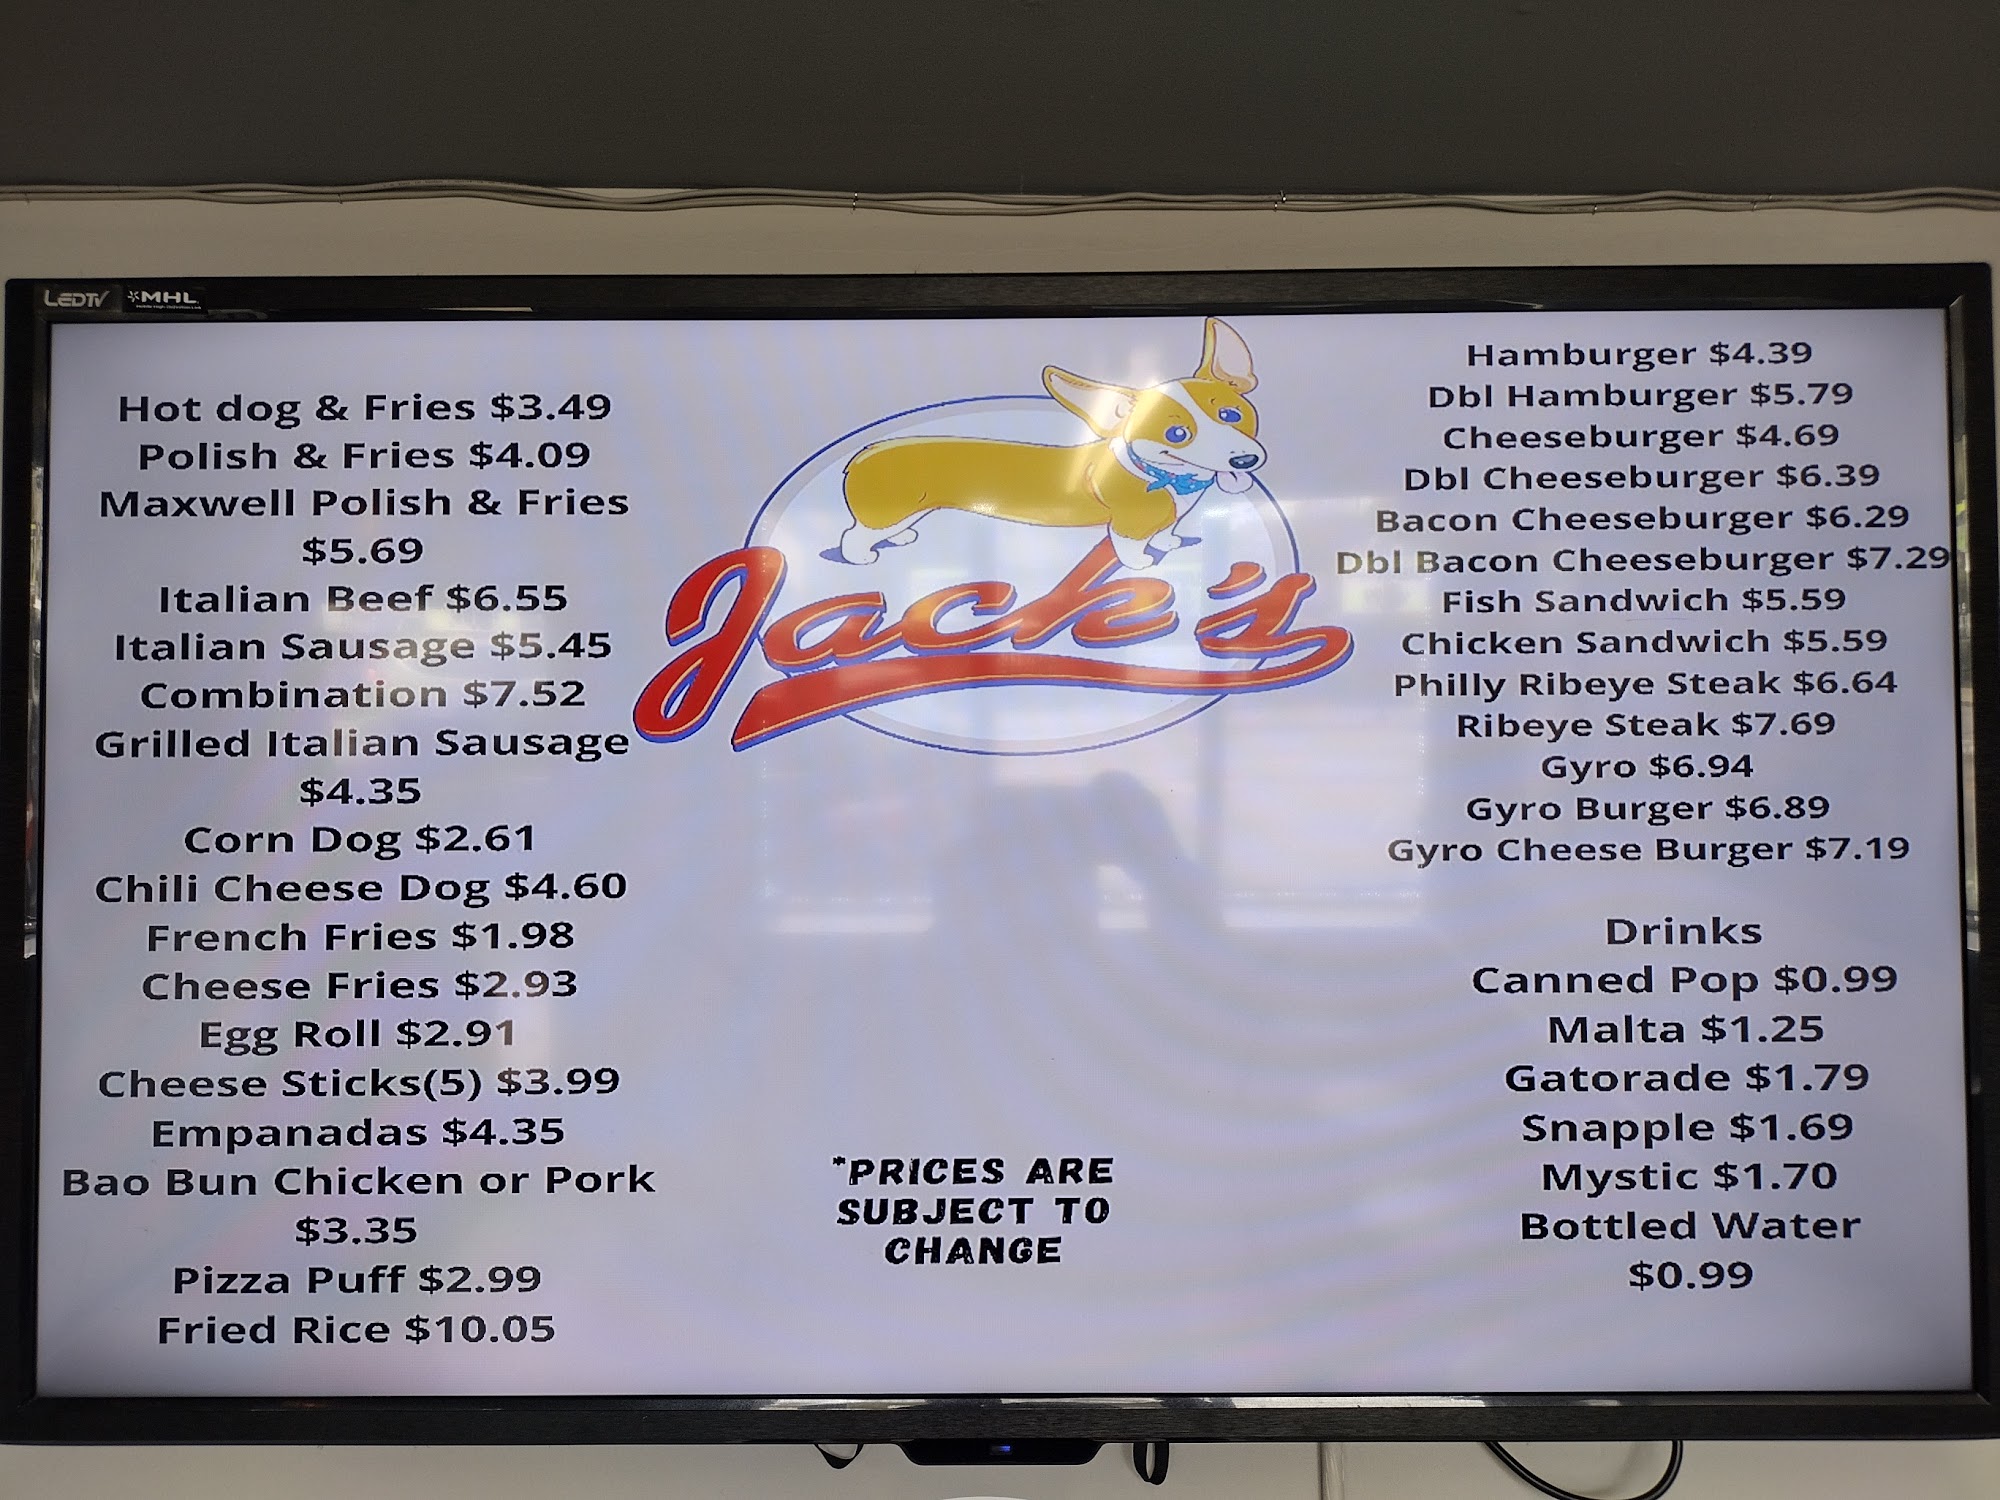 LEDTV MHL
Hot dog & Fries $3.49
Polish & Fries $4.09
Maxwell Polish & Fries
$5.69
Italian Beef $6.55
Italian Sausage $5.45
Combination $7.52
Grilled Italian Sausage
$4.35
Corn Dog $2.61
Chili Cheese Dog $4.60
French Fries $1.98
Cheese Fries $2.93
Egg Roll $2.91
Cheese Sticks(5) $3.99
Empanadas $4.35
Bao Bun Chicken or Pork
$3.35
Pizza Puff $2.99
Fried Rice $10.05
Jack's
*PRICES ARE
SUBJECT TO
CHANGE
Hamburger $4.39
Dbl Hamburger $5.79
Cheeseburger $4.69
Dbl Cheeseburger $6.39
Bacon Cheeseburger $6.29
Dbl Bacon Cheeseburger $7.29
Fish Sandwich $5.59
Chicken Sandwich $5.59
Philly Ribeye Steak $6.64
Ribeye Steak $7.69
Gyro $6.94
Gyro Burger $6.89
Gyro Cheese Burger $7.19
Drinks
Canned Pop $0.99
Malta $1.25
Gatorade $1.79
Snapple $1.69
Mystic $1.70
Bottled Water
$0.99